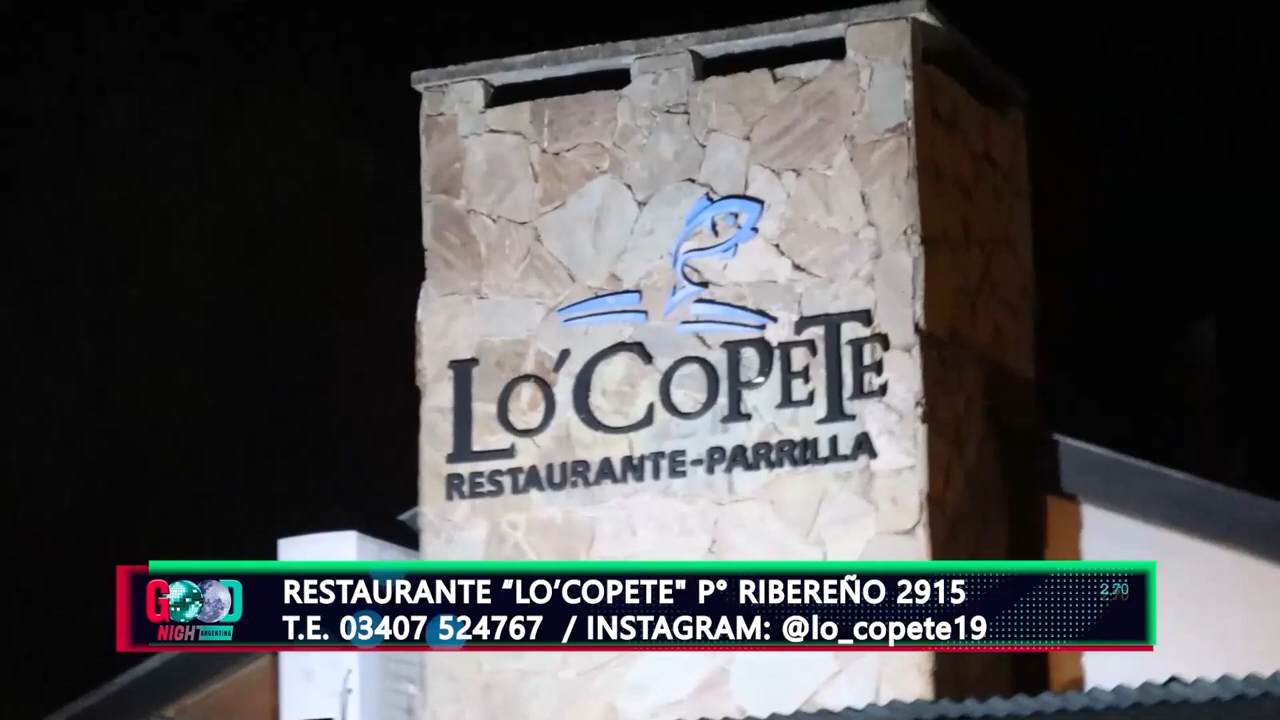 LO'COPETE
RESTAURANTE-PARRILLA
GOOD
NIGHT ARGENTINA
RESTAURANTE “LO’COPETE" P° RIBEREÑO 2915
T.E. 03407 524767 / INSTAGRAM: @lo_copete19